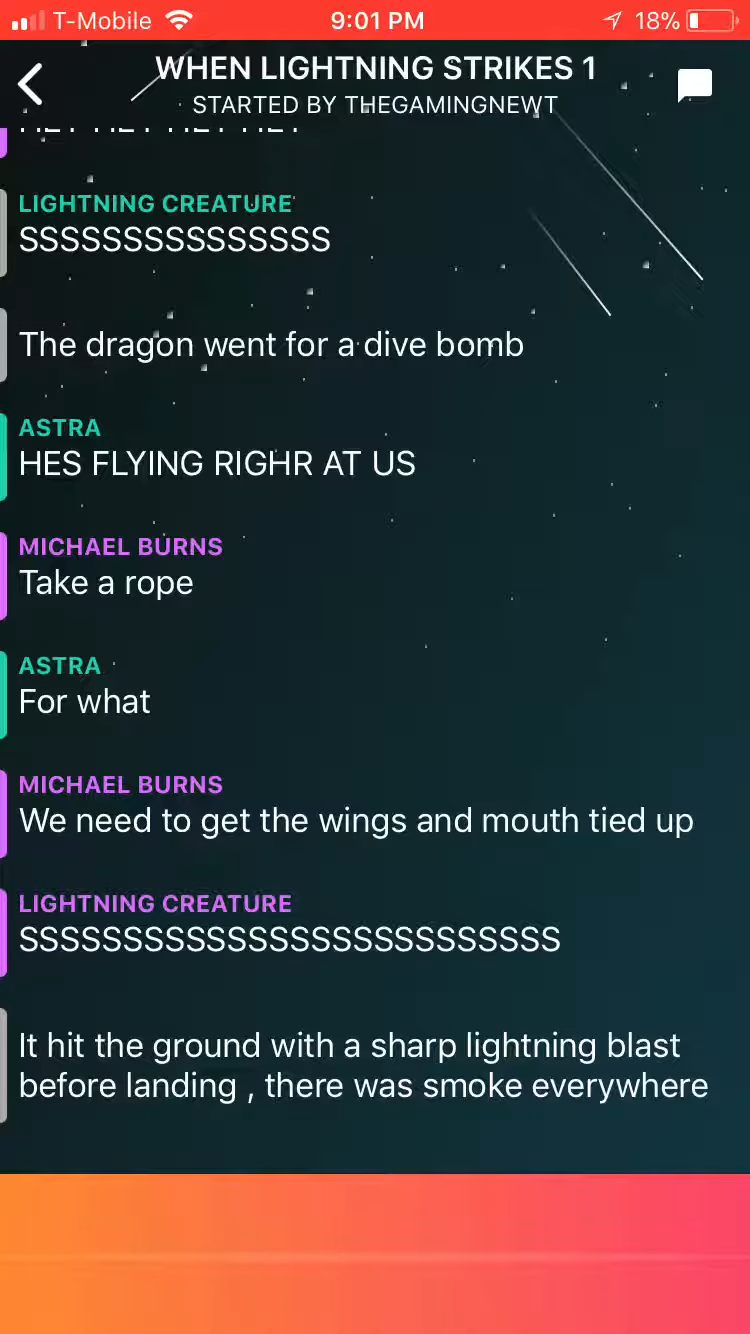 T-Mobile 9:01 PM 18%
WHEN LIGHTNING STRIKES 1
STARTED BY THEGAMINGNEWT
LIGHTNING CREATURE
SSSSSSSSSSSSSSS
The dragon went for a dive bomb
ASTRA
HES FLYING RIGHR AT US
MICHAEL BURNS
Take a rope
ASTRA
For what
MICHAEL BURNS
We need to get the wings and mouth tied up
LIGHTNING CREATURE
SSSSSSSSSSSSSSSSSSSSSSSSSS
It hit the ground with a sharp lightning blast
before landing , there was smoke everywhere